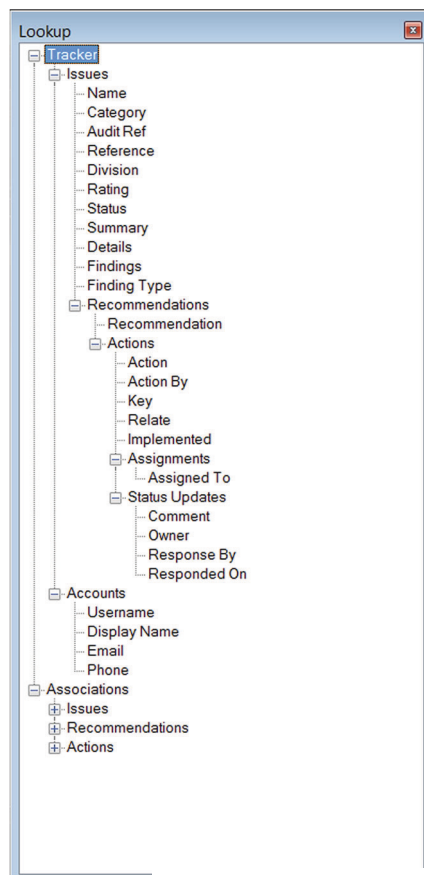 Lookup
Tracker
Issues
Name
Category
Audit Ref
Reference
Division
Rating
Status
Summary
Details
Findings
Finding Type
Recommendations
Recommendation
Actions
Action
Action By
Key
Relate
Implemented
Assignments
Assigned To
Status Updates
Comment
Owner
Response By
Responded On
Accounts
Username
Display Name
Email
Phone
Associations
Issues
Recommendations
Actions